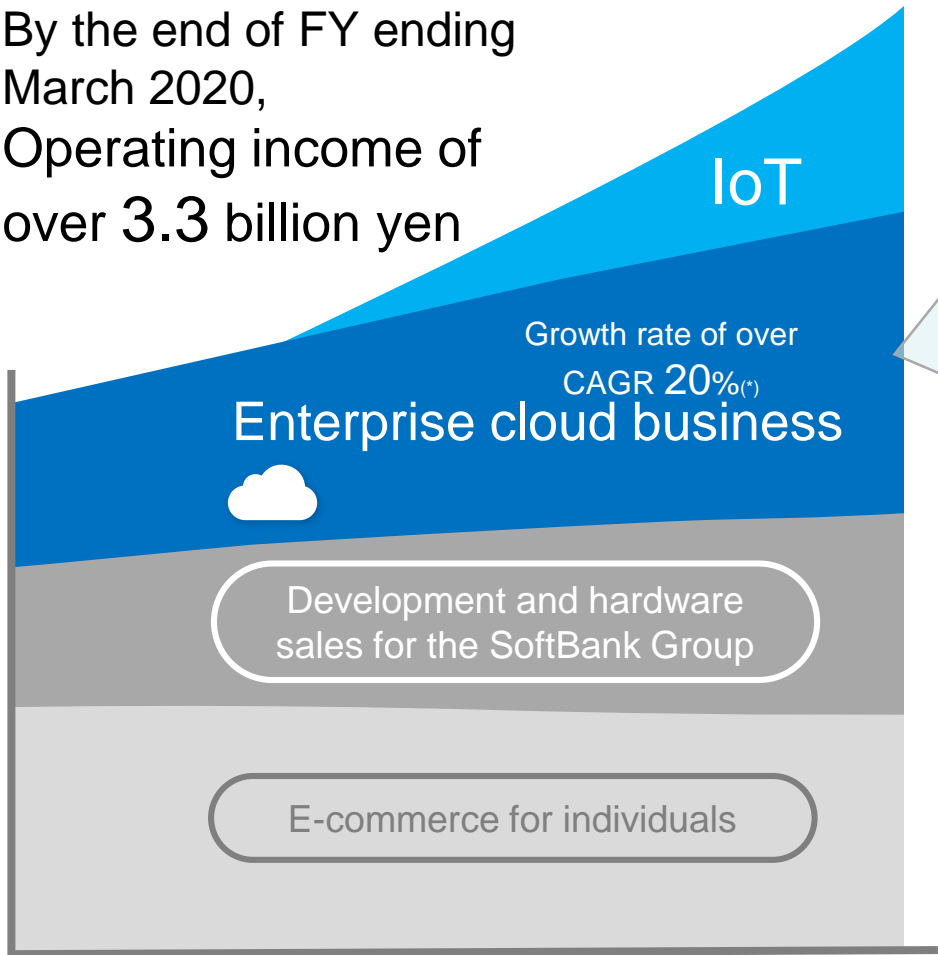 By the end of FY ending
March 2020,
Operating income of
over 3.3 billion yen
IoT
Growth rate of over
CAGR 20%(*)
Enterprise cloud business
Development and hardware
sales for the SoftBank Group
E-commerce for individuals